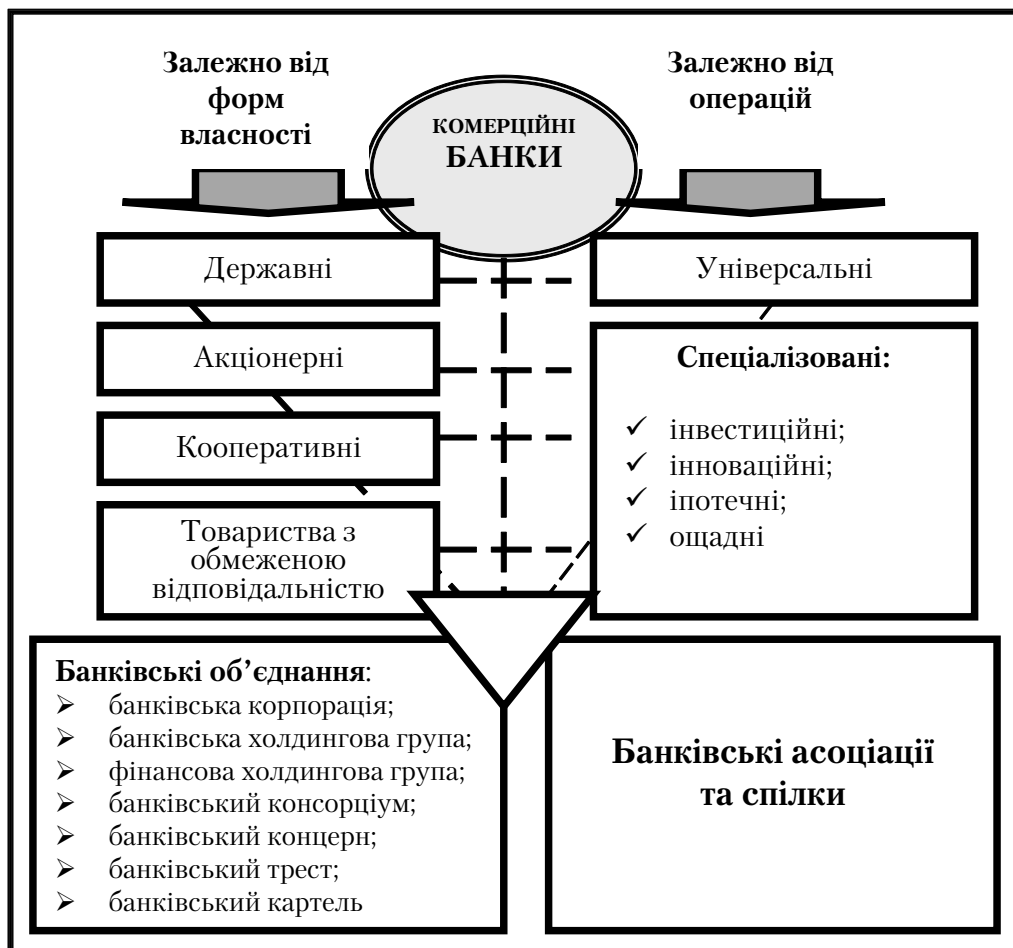 Залежно від
форм
власності
КОМЕРЦІЙНІ
БАНКИ
Залежно від
операцій
Державні
Акціонерні
Кооперативні
Товариства з
обмеженою
відповідальністю
Універсальні
Спеціалізовані:
✓ інвестиційні;
✓ інноваційні;
✓ іпотечні;
✓ ощадні
Банківські об’єднання:
➢ банківська корпорація;
➢ банківська холдингова група;
➢ фінансова холдингова група;
➢ банківський консорціум;
➢ банківський концерн;
➢ банківський трест;
➢ банківський картель
Банківські асоціації
та спілки